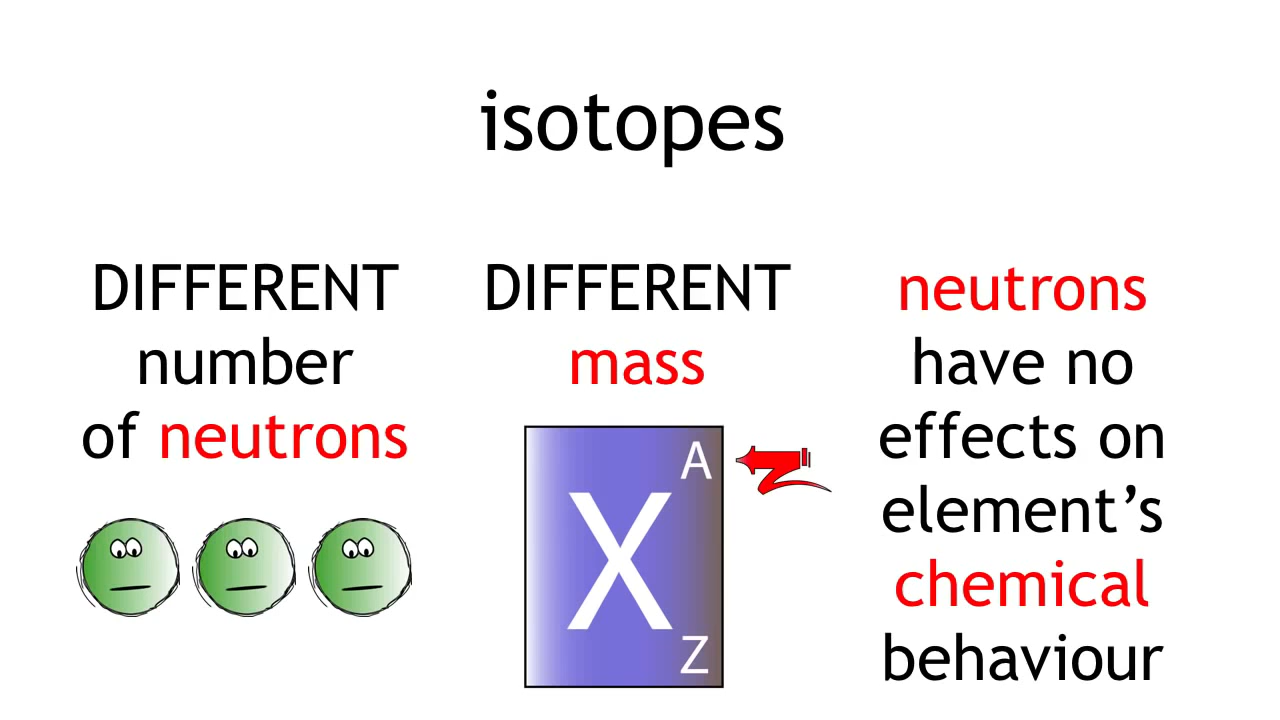 isotopes
DIFFERENT
number
of neutrons
DIFFERENT
mass
A
X
Z
neutrons
have no
effects on
element’s
chemical
behaviour